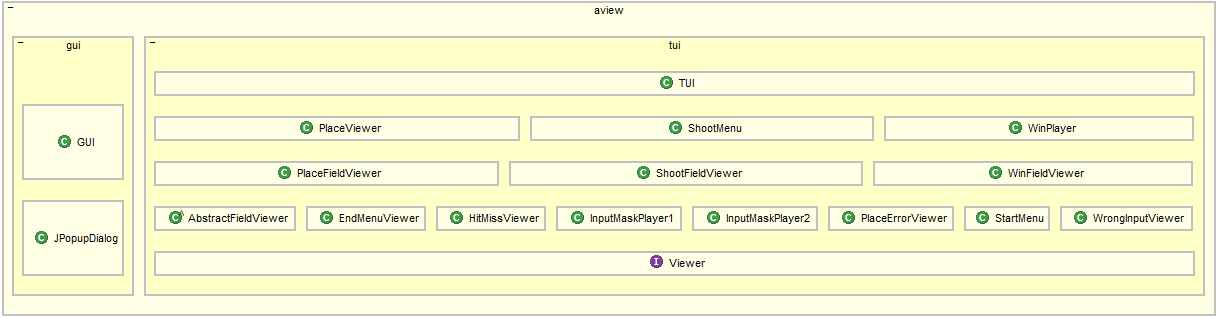 aview
gui
tui
TUI
GUI
PlaceViewer ShootMenu WinPlayer
PlaceFieldViewer ShootFieldViewer WinFieldViewer
JPopupDialog
AbstractFieldViewer EndMenuViewer HitMissViewer InputMaskPlayer1 InputMaskPlayer2 PlaceErrorViewer StartMenu WrongInputViewer
Viewer